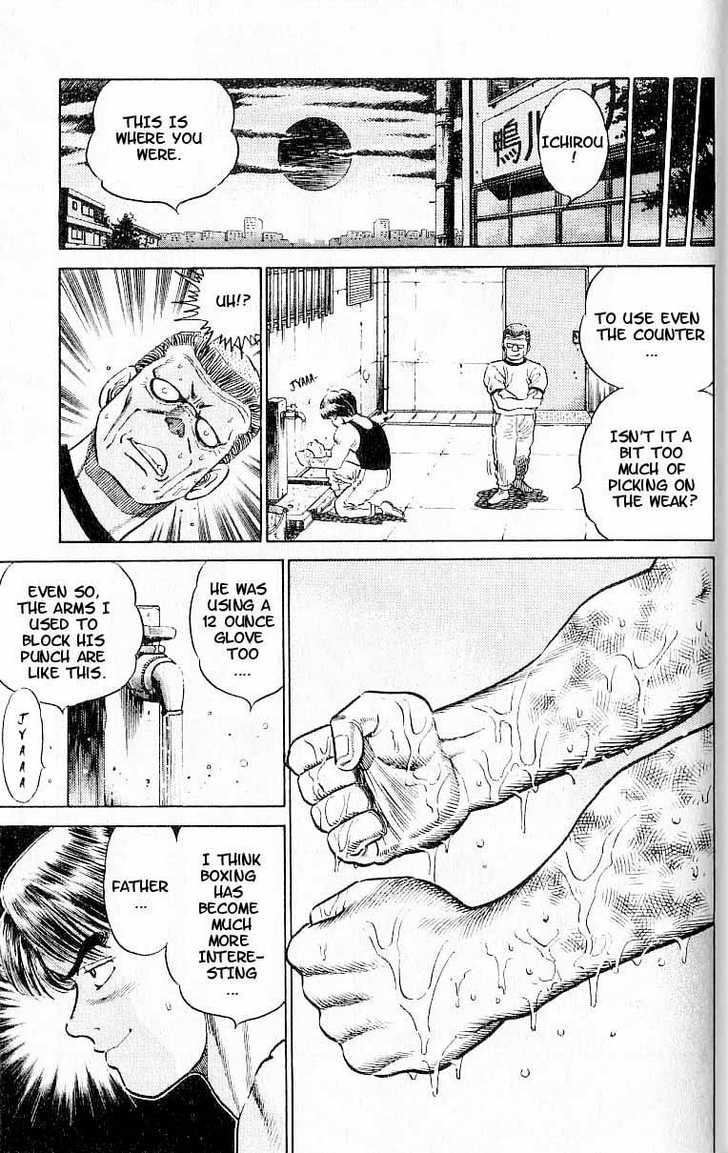 鴨川
ICHIROU
!
THIS IS
WHERE YOU
WERE.
TO USE EVEN
THE COUNTER
...
ISN'T IT A
BIT TOO
MUCH OF
PICKING ON
THE WEAK?
JYAAA-
UH!?
HE WAS
USING A
12 OUNCE
GLOVE
TOO
....
EVEN SO,
THE ARMS I
USED TO
BLOCK HIS
PUNCH ARE
LIKE THIS.
JYAAA
I THINK
BOXING
HAS
BECOME
MUCH
MORE
INTERE-
STING
...
FATHER
...